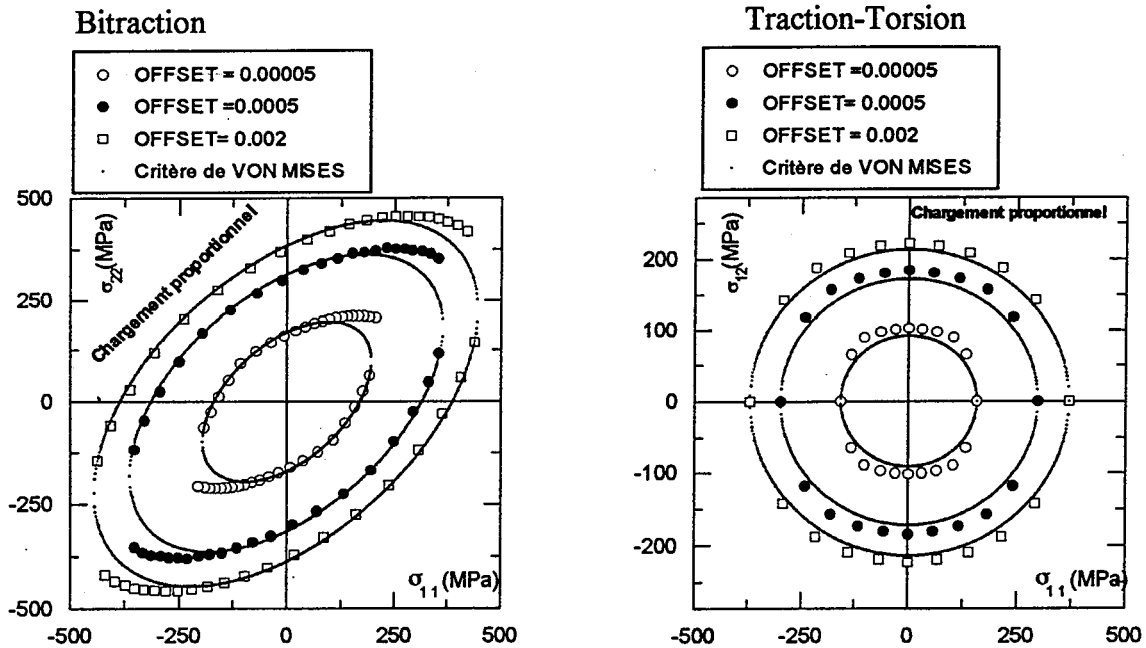 Bitraction
OFFSET = 0.00005
OFFSET =0.0005
OFFSET= 0.002
Critère de VON MISES
Chargement proportionnel
σ22 (MPa)
500
250
0
-250
-500
σ11 (MPa)
-500 -250 0 250 500
Traction-Torsion
OFFSET =0.00005
OFFSET= 0.0005
OFFSET = 0.002
Critère de VON MISES
Chargement proportionnel
σ12 (MPa)
200
100
0
-100
-200
σ11 (MPa)
-500 -250 0 250 500